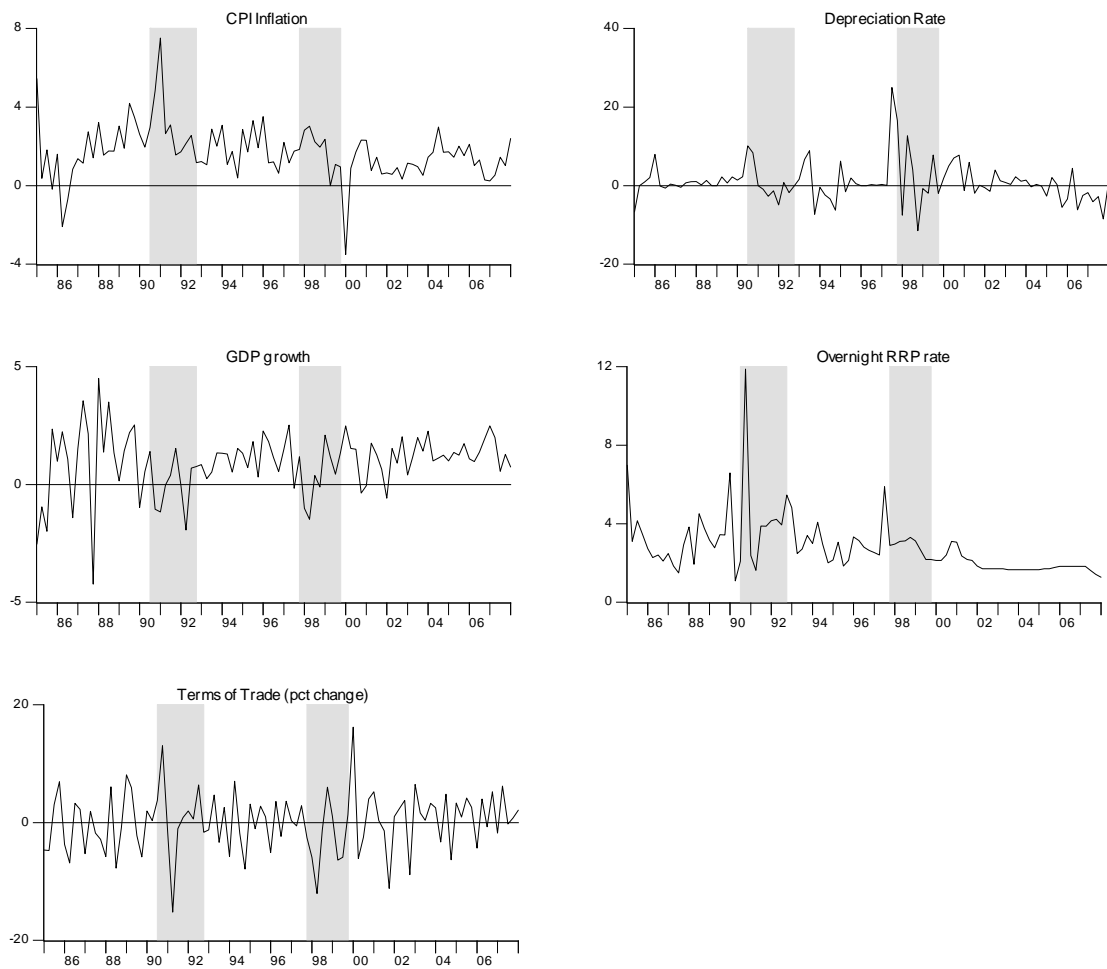 CPI Inflation
8
4
0
-4
86 88 90 92 94 96 98 00 02 04 06
Depreciation Rate
40
20
0
-20
86 88 90 92 94 96 98 00 02 04 06
GDP growth
5
0
-5
86 88 90 92 94 96 98 00 02 04 06
Overnight RRP rate
12
8
4
0
86 88 90 92 94 96 98 00 02 04 06
Terms of Trade (pct change)
20
0
-20
86 88 90 92 94 96 98 00 02 04 06